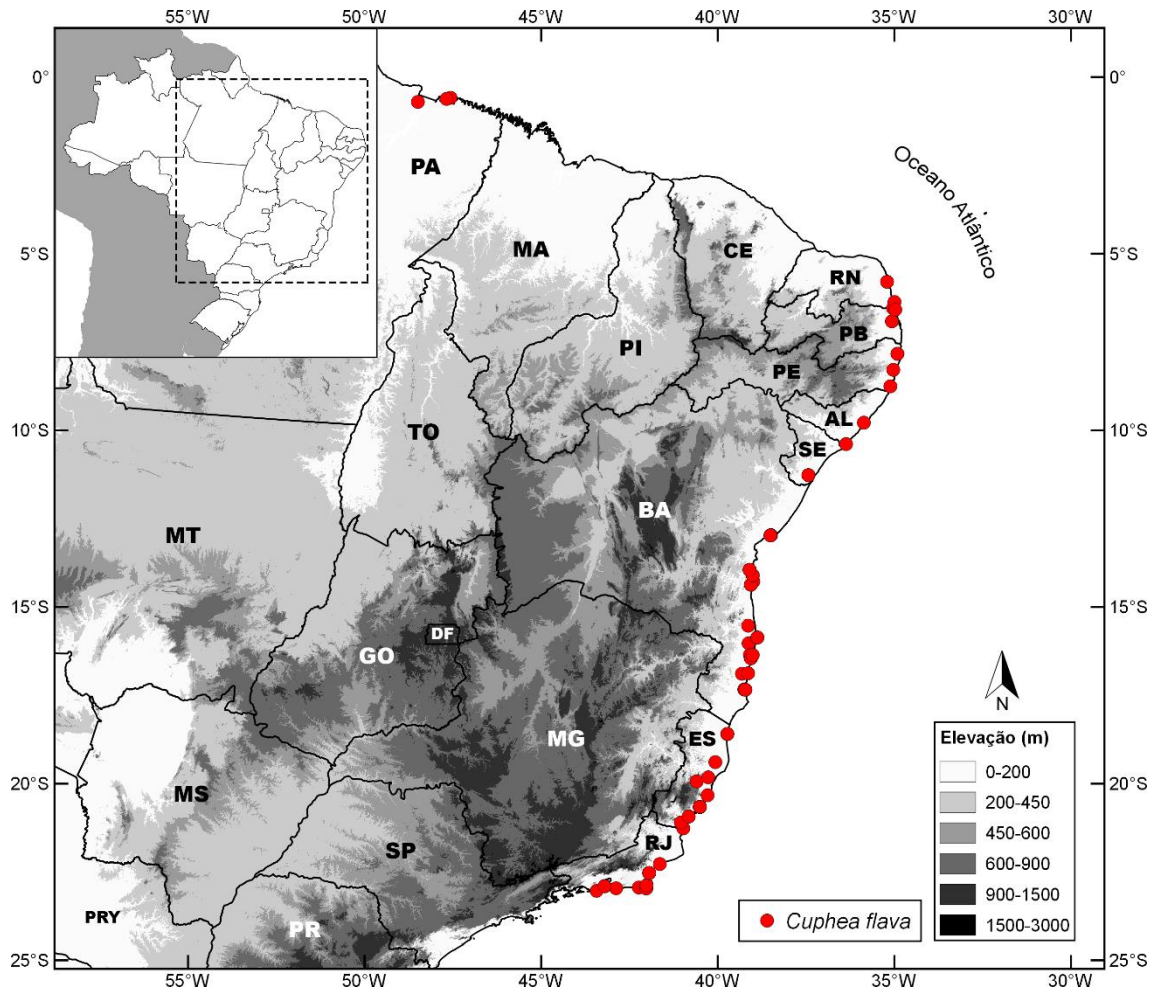 55°W 50°W 45°W 40°W 35°W 30°W
0° 0°
PA
Oceano Atlântico
MA
CE
5°S 5°S
RN
PB
PI
PE
AL
10°S TO 10°S
SE
BA
MT
15°S 15°S
DF
GO
N
MG
ES
Elevação (m)
0-200
200-450
450-600
600-900
900-1500
1500-3000
20°S 20°S
MS
RJ
SP
PRY
PR
Cuphea flava
25°S 25°S
55°W 50°W 45°W 40°W 35°W 30°W